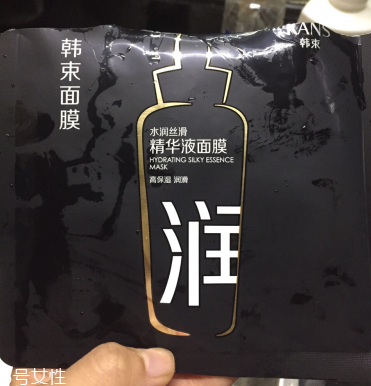 KANS
韩束
韩束面膜
水润丝滑
精华液面膜
HYDRATING SILKY ESSENCE
MASK
高保湿 润滑
润
号女性